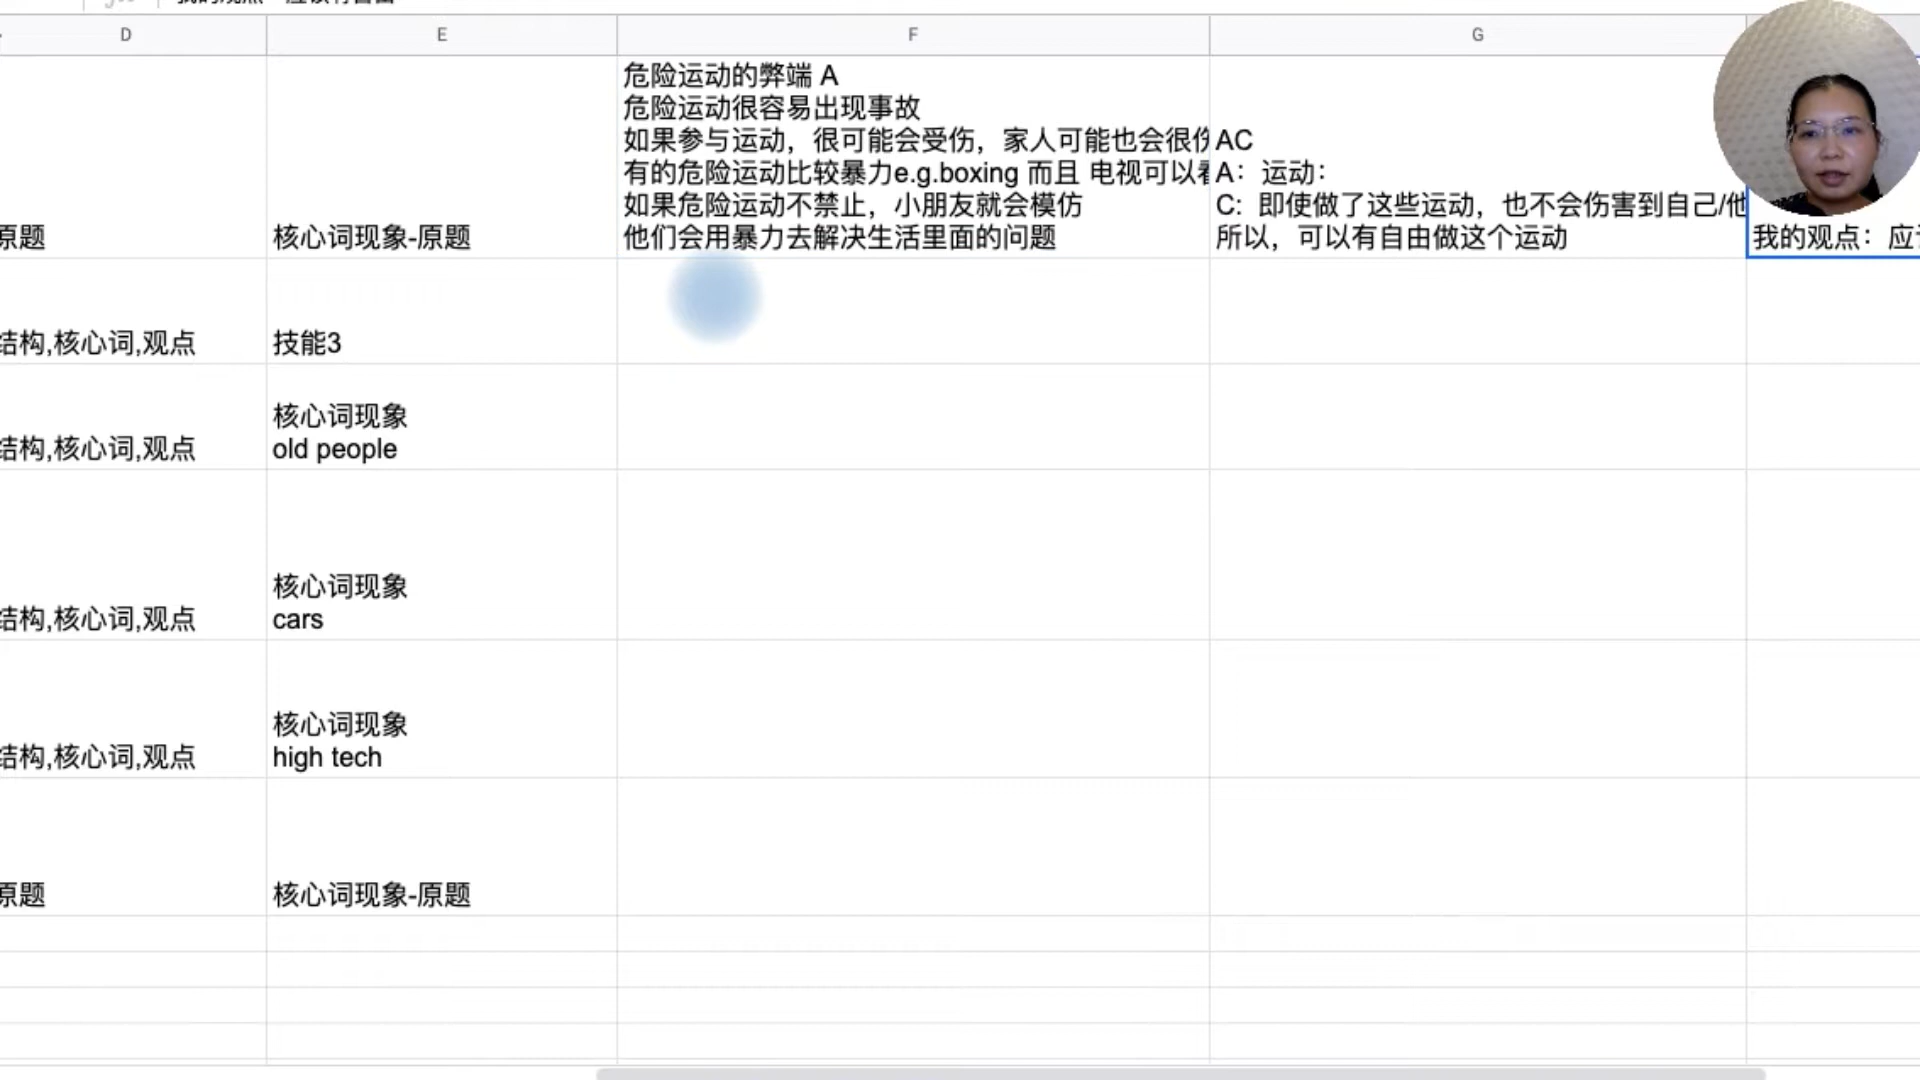 D
E
F
G
原题
核心词现象-原题
危险运动的弊端 A
危险运动很容易出现事故
如果参与运动，很可能会受伤，家人可能也会很
有的危险运动比较暴力e.g.boxing 而且 电视可以
如果危险运动不禁止，小朋友就会模仿
他们会用暴力去解决生活里面的问题
AC
A：运动：
C: 即使做了这些运动，也不会伤害到自己/他
所以，可以有自由做这个运动
我的观点：应
结构,核心词,观点
技能3
结构,核心词,观点
核心词现象
old people
结构,核心词,观点
核心词现象
cars
结构,核心词,观点
核心词现象
high tech
原题
核心词现象-原题